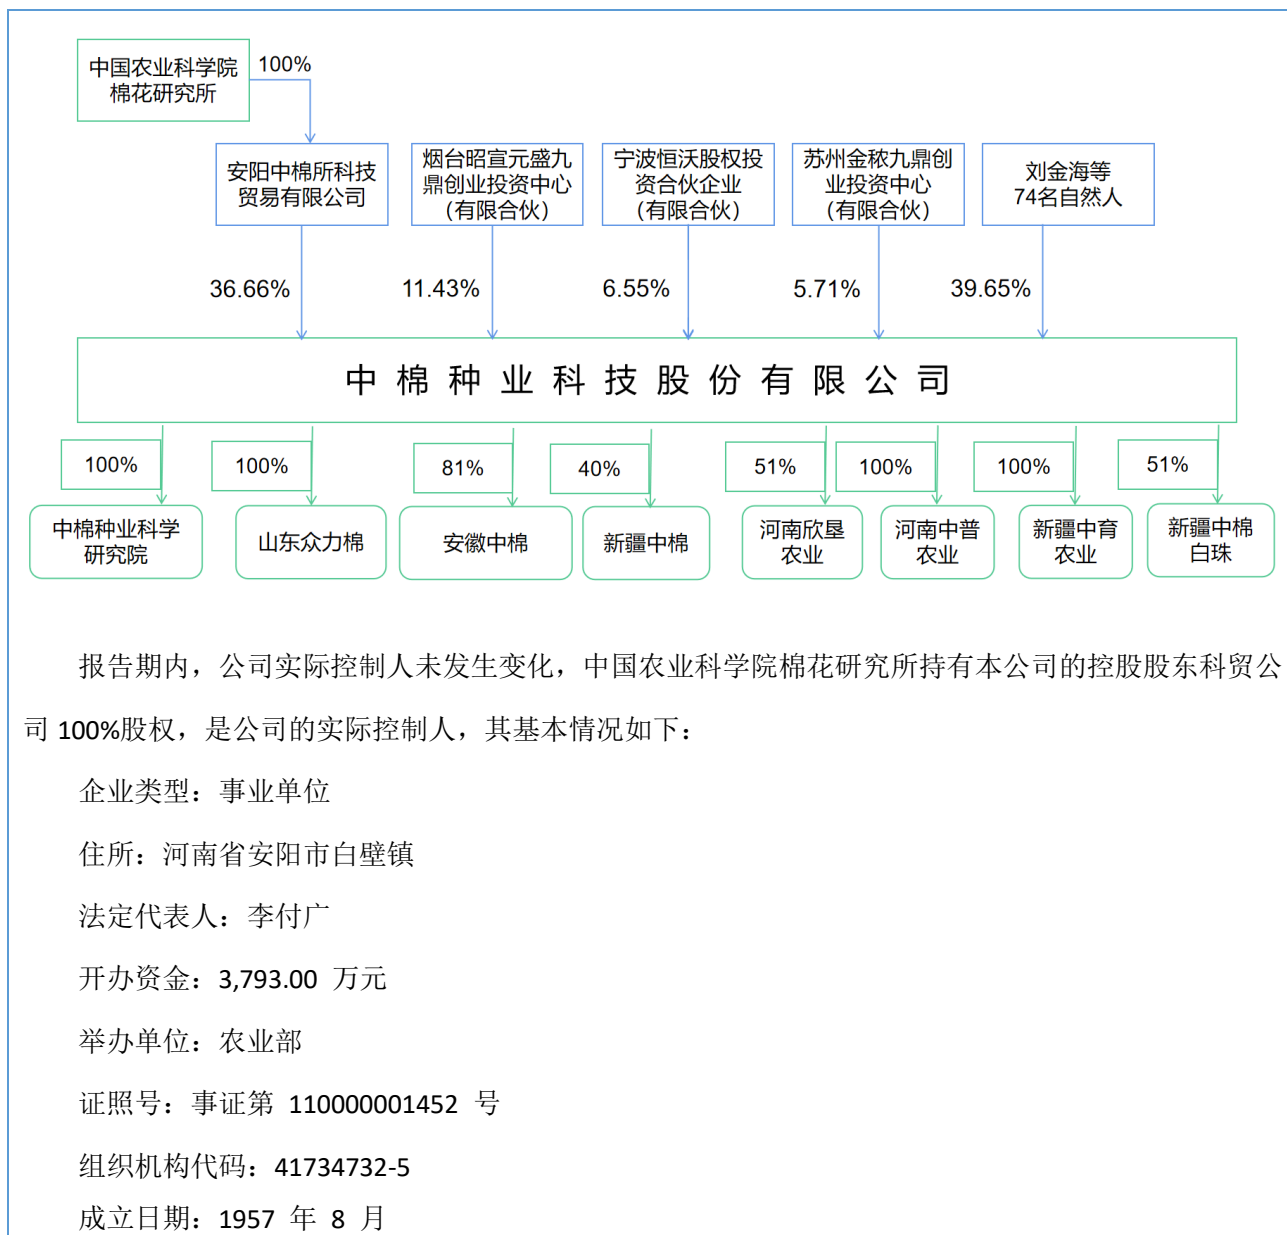 中国农业科学院
棉花研究所
100%
安阳中棉所科技
贸易有限公司
烟台昭宣元盛九
鼎创业投资中心
（有限合伙）
宁波恒沃股权投
资合伙企业
（有限合伙）
苏州金秾九鼎创
业投资中心
（有限合伙）
刘金海等
74名自然人
36.66%
11.43%
6.55%
5.71%
39.65%
中棉种业科技股份有限公司
100%
100%
81%
40%
51%
100%
100%
51%
中棉种业科学
研究院
山东众力棉
安徽中棉
新疆中棉
河南欣垦
农业
河南中普
农业
新疆中育
农业
新疆中棉
白珠
报告期内，公司实际控制人未发生变化，中国农业科学院棉花研究所持有本公司的控股股东科贸公
司 100%股权，是公司的实际控制人，其基本情况如下：
企业类型：事业单位
住所：河南省安阳市白壁镇
法定代表人：李付广
开办资金：3,793.00 万元
举办单位：农业部
证照号：事证第 110000001452 号
组织机构代码：41734732-5
成立日期：1957 年 8 月